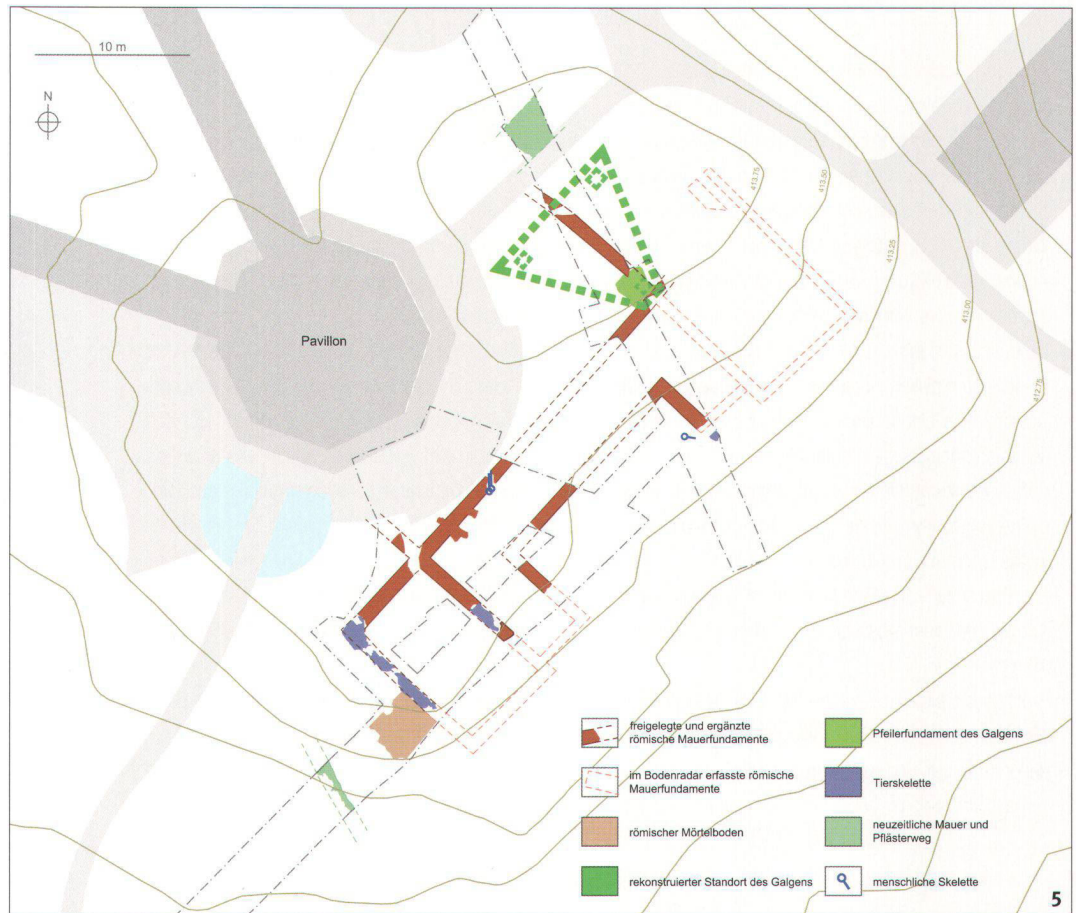 10 m
N
413.75
413.50
413.25
413.00
412.75
Pavillon
freigelegte und ergänzte
römische Mauerfundamente
im Bodenradar erfasste römische
Mauerfundamente
römischer Mörtelboden
rekonstruierter Standort des Galgens
Pfeilerfundament des Galgens
Tierskelette
neuzeitliche Mauer und
Pflästerweg
menschliche Skelette
5